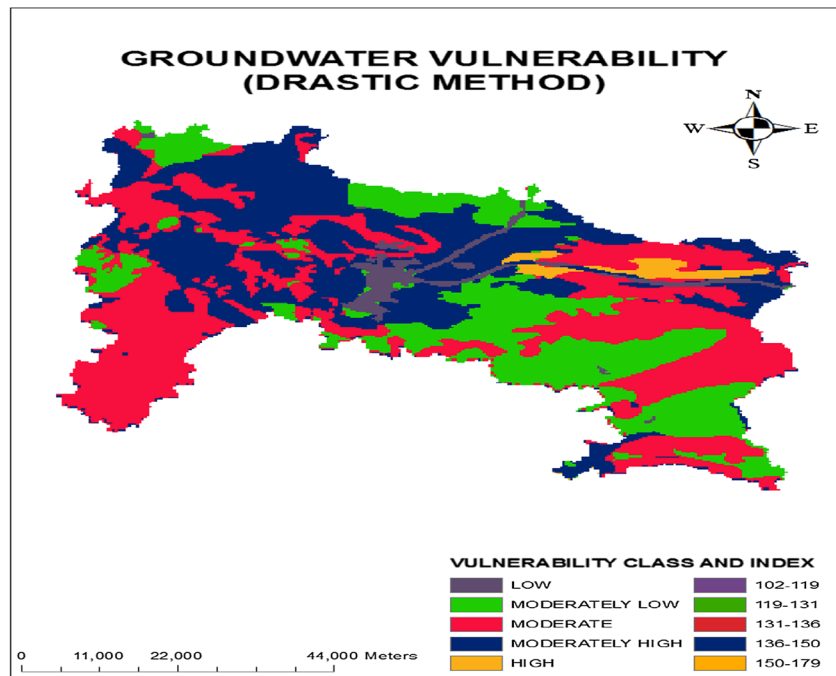 GROUNDWATER VULNERABILITY
(DRASTIC METHOD)
N
W E
S
VULNERABILITY CLASS AND INDEX
LOW 102-119
MODERATELY LOW 119-131
MODERATE 131-136
MODERATELY HIGH 136-150
HIGH 150-179
0 11,000 22,000 44,000 Meters